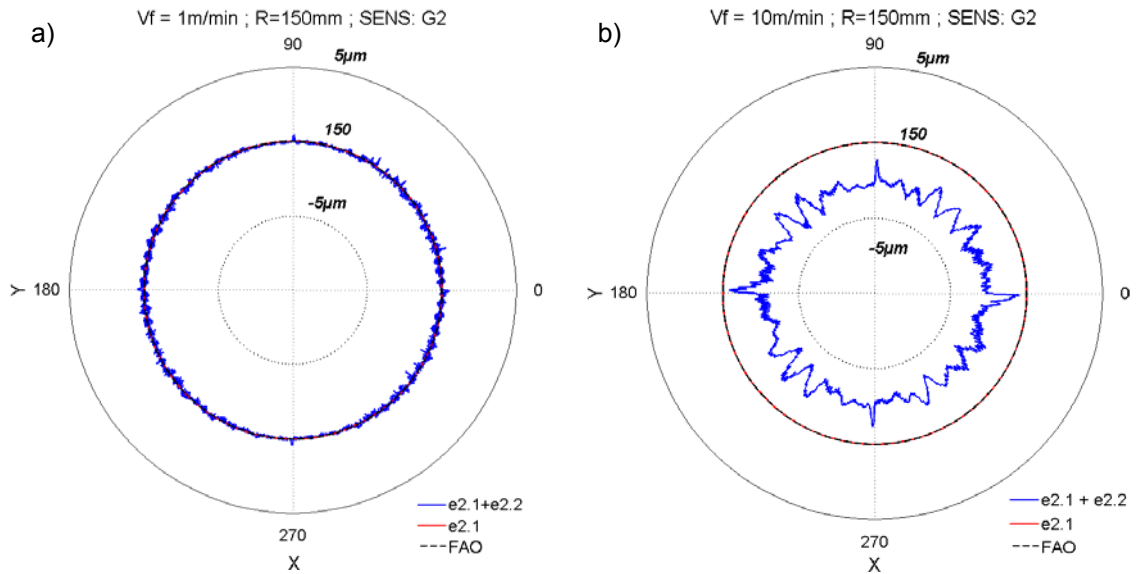 a)
Vf = 1m/min ; R=150mm ; SENS: G2
90
5µm
150
-5µm
Y 180
0
270
X
e2.1+e2.2
e2.1
FAO
b)
Vf = 10m/min ; R=150mm ; SENS: G2
90
5µm
150
-5µm
Y 180
0
270
X
e2.1 + e2.2
e2.1
FAO